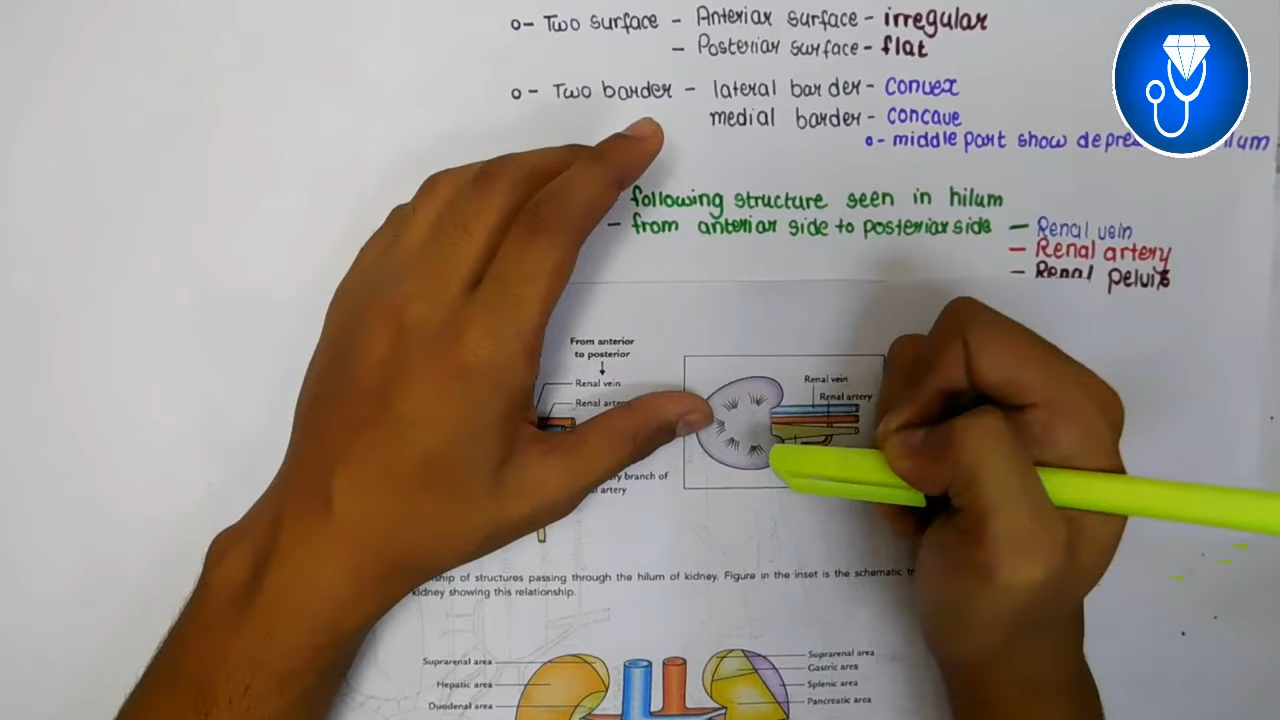 o- Two surface - Anterior surface - irregular
- Posterior surface - flat
o - Two barder - lateral barder - Convex
medial barder - Concave
o- middle part show
following structure seen in hilum
- from anterior side to posterior side - Renal vein
- Renal artery
- Renal pelvis
From anterior
to posterior
Renal vein
Renal vein
Renal artery
branch of
artery
of structures passing through the hilum of kidney. Figure in the inset is the schematic
kidney showing this relationship.
Suprarenal area
Hepatic area
Duodenal area
Suprarenal area
Gastric area
Splenic area
Pancreatic area